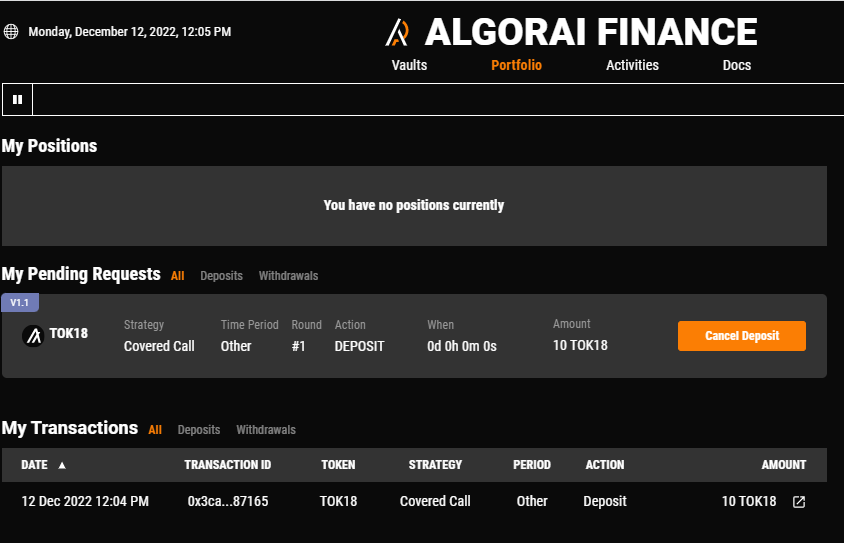 Monday, December 12, 2022, 12:05 PM
ALGORAI FINANCE
Vaults Portfolio Activities Docs
My Positions
You have no positions currently
My Pending Requests All Deposits Withdrawals
V1.1
TOK18
Strategy Time Period Round Action When Amount
Covered Call Other #1 DEPOSIT 0d 0h 0m 0s 10 TOK18
Cancel Deposit
My Transactions All Deposits Withdrawals
DATE ▲ TRANSACTION ID TOKEN STRATEGY PERIOD ACTION AMOUNT
12 Dec 2022 12:04 PM 0x3ca...87165 TOK18 Covered Call Other Deposit 10 TOK18